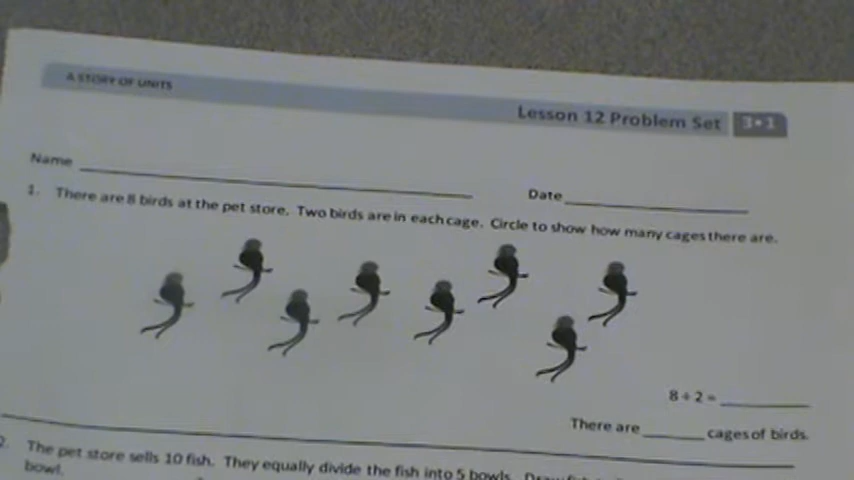 A STORY OF UNITS
Lesson 12 Problem Set 3•1
Name
Date
1. There are 8 birds at the pet store. Two birds are in each cage. Circle to show how many cages there are.
8 ÷ 2 =
There are cages of birds.
2. The pet store sells 10 fish. They equally divide the fish into 5 bowls.
bowl.